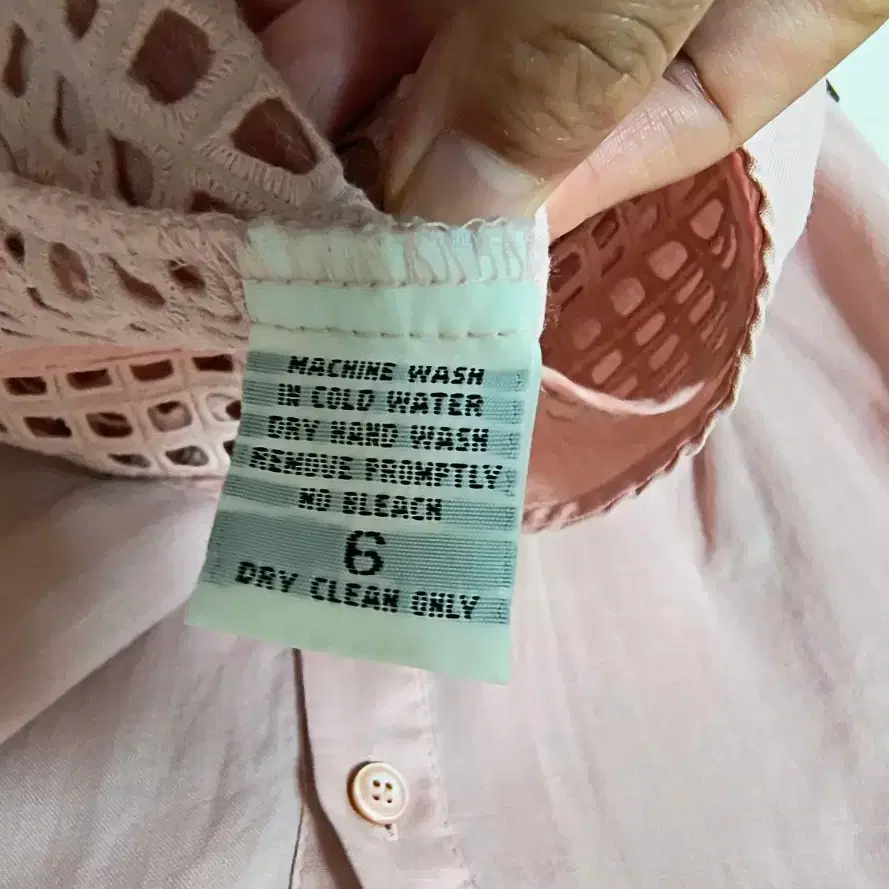 MACHINE WASH
IN COLD WATER
DRY HAND WASH
REMOVE PROMPTLY
NO BLEACH
6
DRY CLEAN ONLY